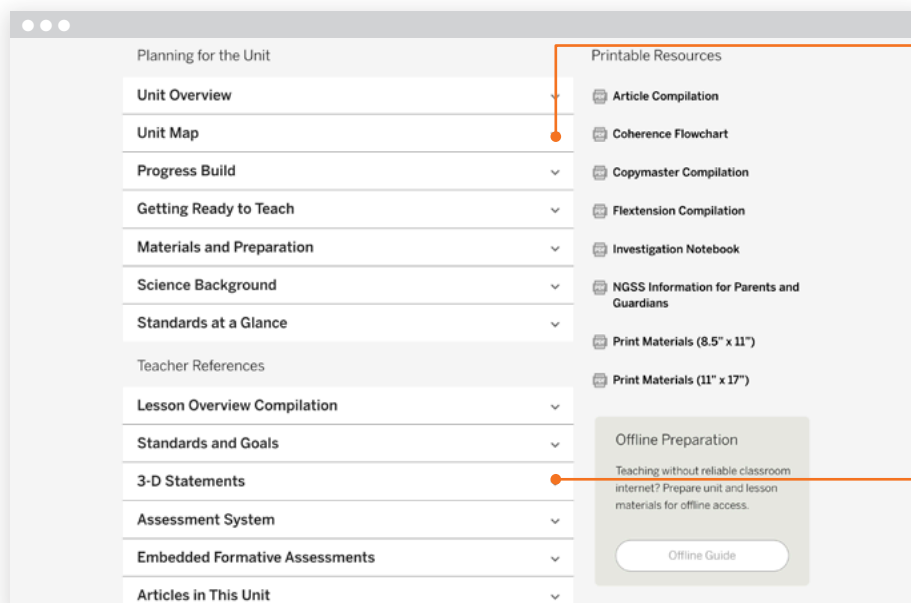 Planning for the Unit
Unit Overview
Unit Map
Progress Build
Getting Ready to Teach
Materials and Preparation
Science Background
Standards at a Glance
Teacher References
Lesson Overview Compilation
Standards and Goals
3-D Statements
Assessment System
Embedded Formative Assessments
Articles in This Unit
Printable Resources
Article Compilation
Coherence Flowchart
Copymaster Compilation
Flextension Compilation
Investigation Notebook
NGSS Information for Parents and
Guardians
Print Materials (8.5" x 11")
Print Materials (11" x 17")
Offline Preparation
Teaching without reliable classroom
internet? Prepare unit and lesson
materials for offline access.
Offline Guide